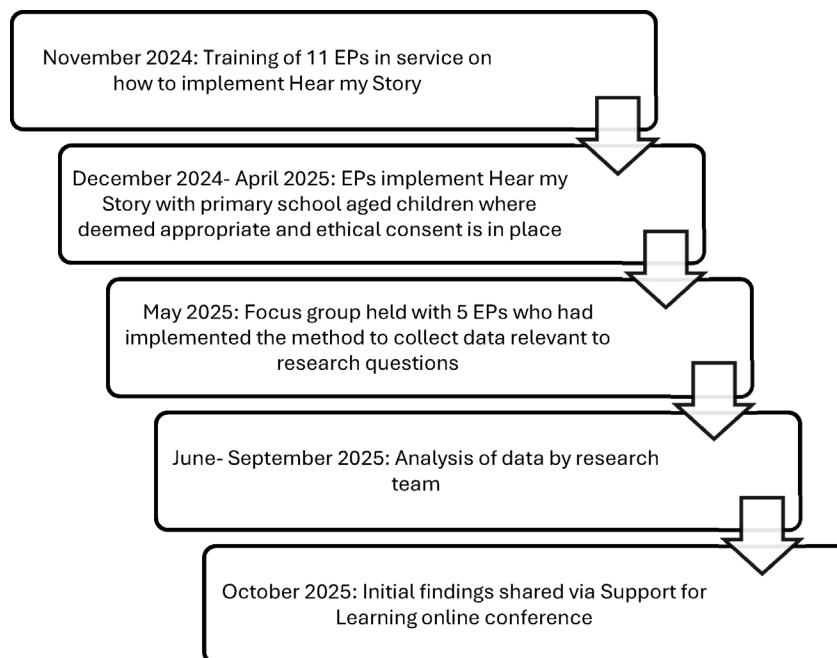 November 2024: Training of 11 EPs in service on
how to implement Hear my Story
December 2024- April 2025: EPs implement Hear my
Story with primary school aged children where
deemed appropriate and ethical consent is in place
May 2025: Focus group held with 5 EPs who had
implemented the method to collect data relevant to
research questions
June- September 2025: Analysis of data by research
team
October 2025: Initial findings shared via Support for
Learning online conference